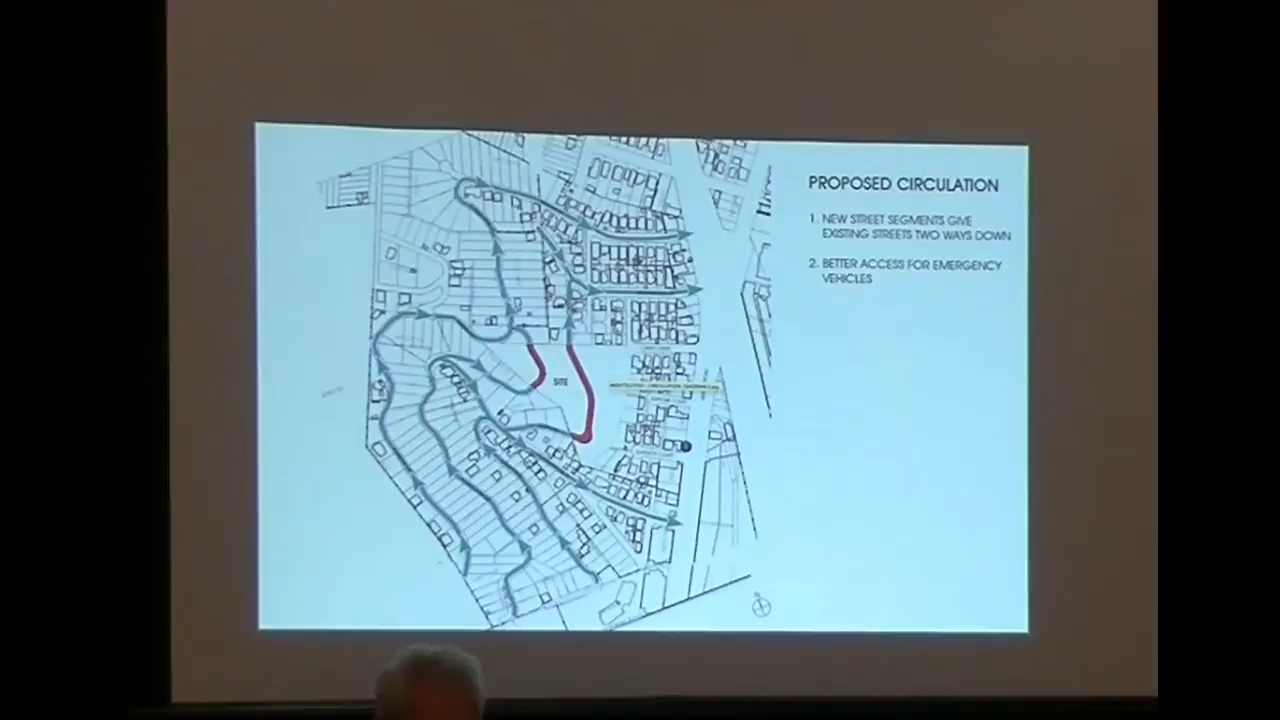 PROPOSED CIRCULATION
1. NEW STREET SEGMENTS GIVE
EXISTING STREETS TWO WAYS DOWN
2. BETTER ACCESS FOR EMERGENCY
VEHICLES
SITE